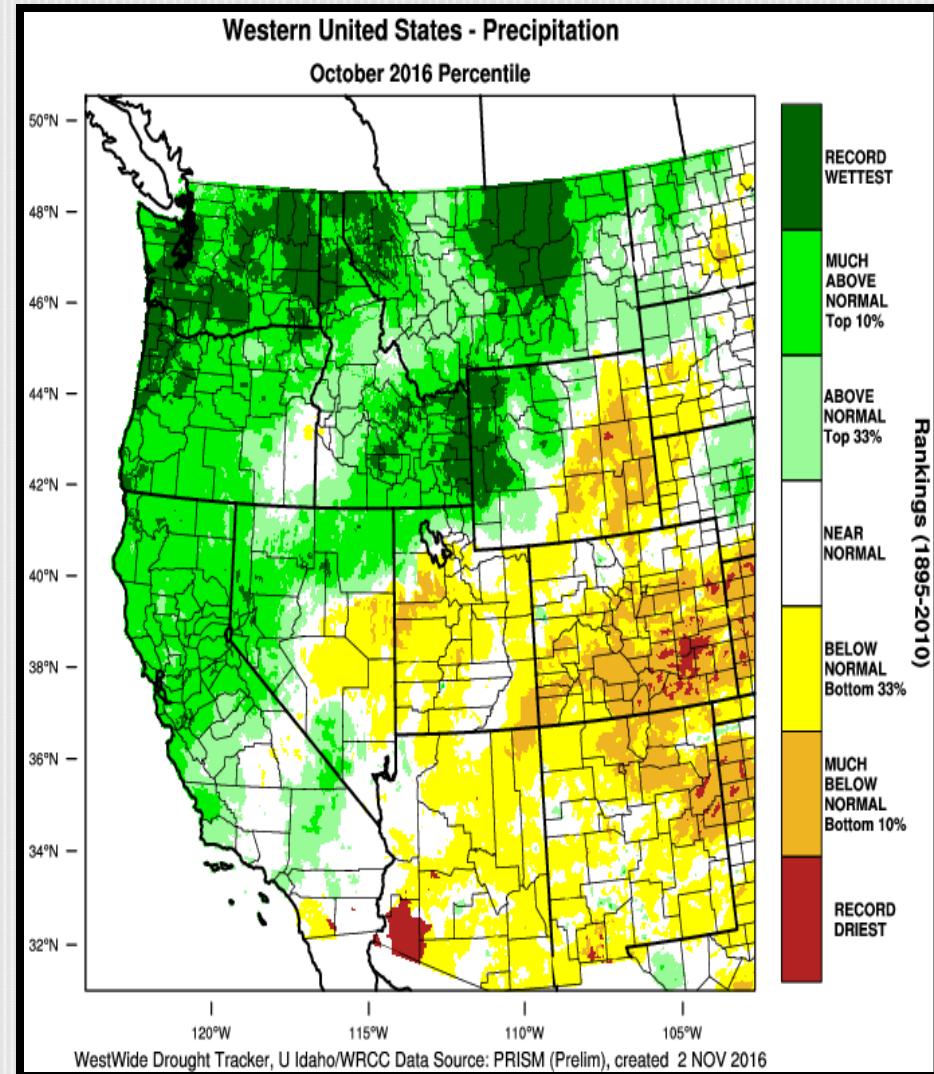 Western United States - Precipitation
October 2016 Percentile
50°N
48°N
46°N
44°N
42°N
40°N
38°N
36°N
34°N
32°N
120°W
115°W
110°W
105°W
RECORD
WETTEST
MUCH
ABOVE
NORMAL
Top 10%
ABOVE
NORMAL
Top 33%
NEAR
NORMAL
BELOW
NORMAL
Bottom 33%
MUCH
BELOW
NORMAL
Bottom 10%
RECORD
DRIEST
Rankings (1895-2010)
WestWide Drought Tracker, U Idaho/WRCC Data Source: PRISM (Prelim), created 2 NOV 2016